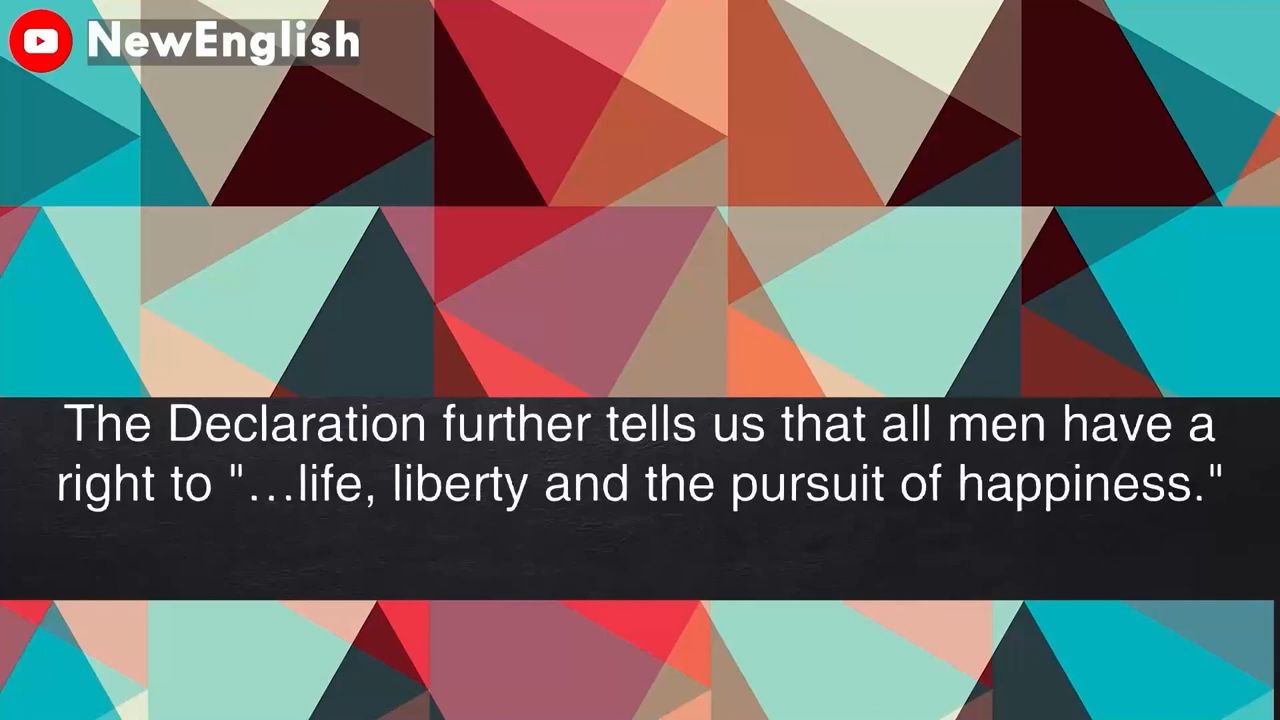 NewEnglish
The Declaration further tells us that all men have a
right to "…life, liberty and the pursuit of happiness."